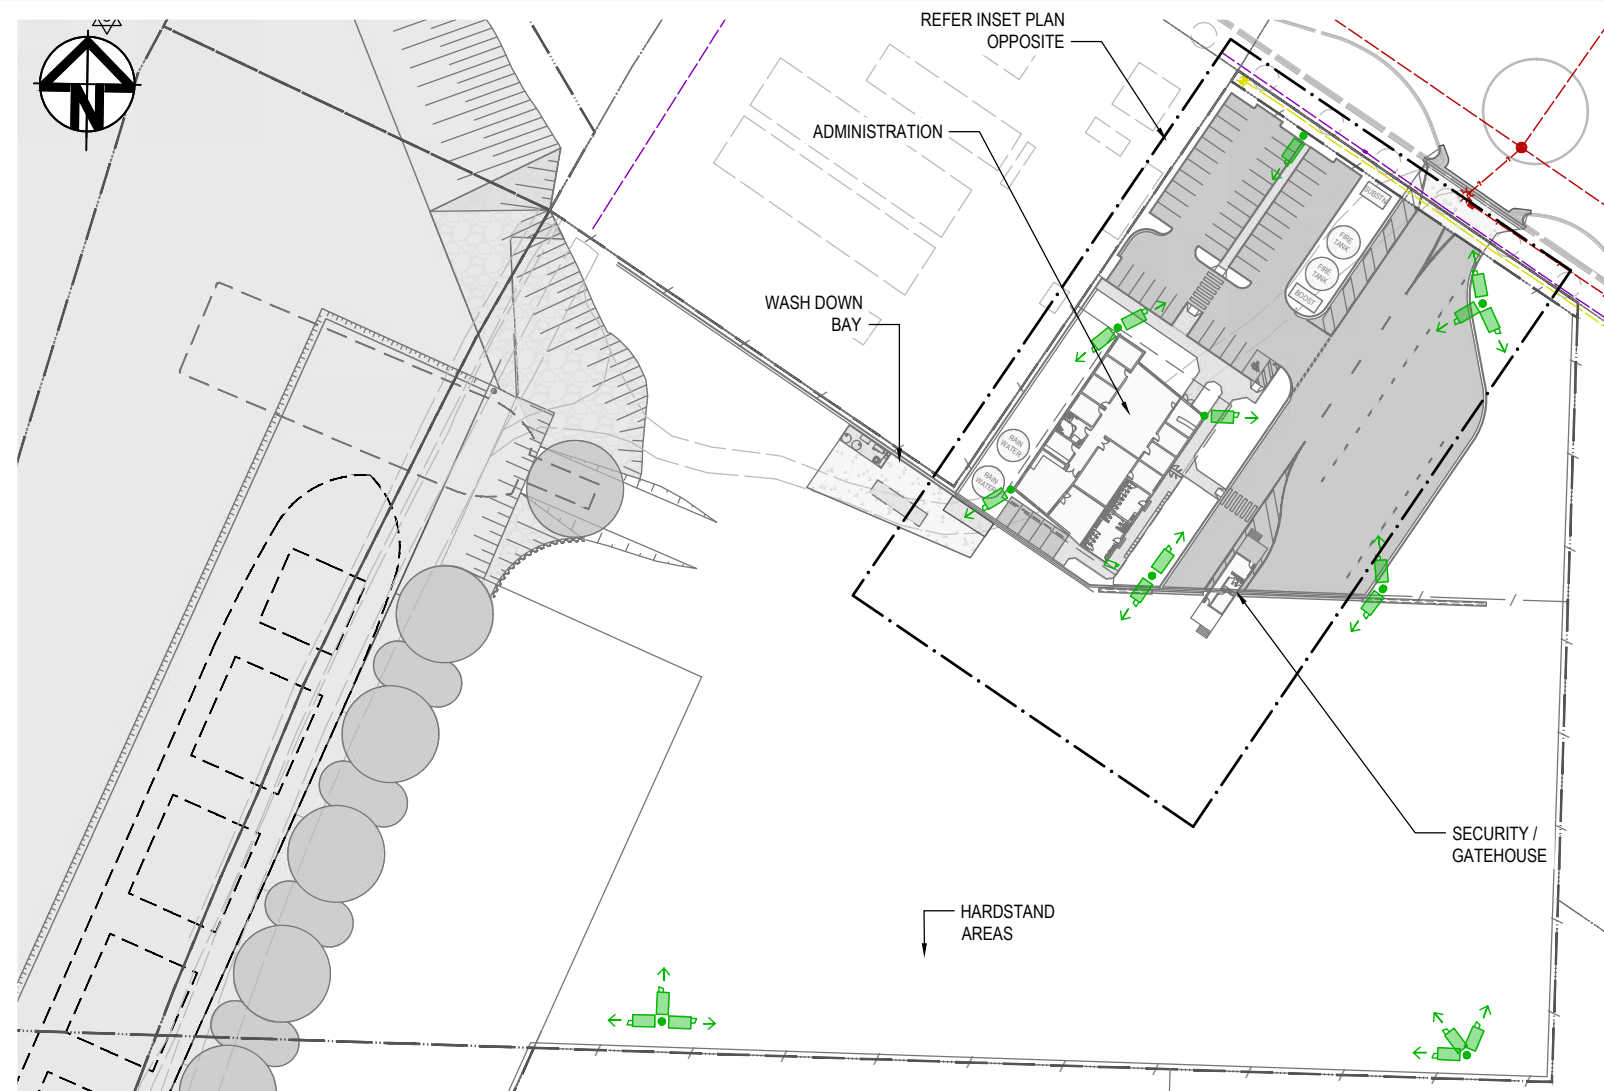 REFER INSET PLAN
OPPOSITE
N
ADMINISTRATION
SUBSTN
FIRE
TANK
FIRE
TANK
BOOST
WASH DOWN
BAY
RAIN
WATER
RAIN
WATER
SECURITY /
GATEHOUSE
HARDSTAND
AREAS